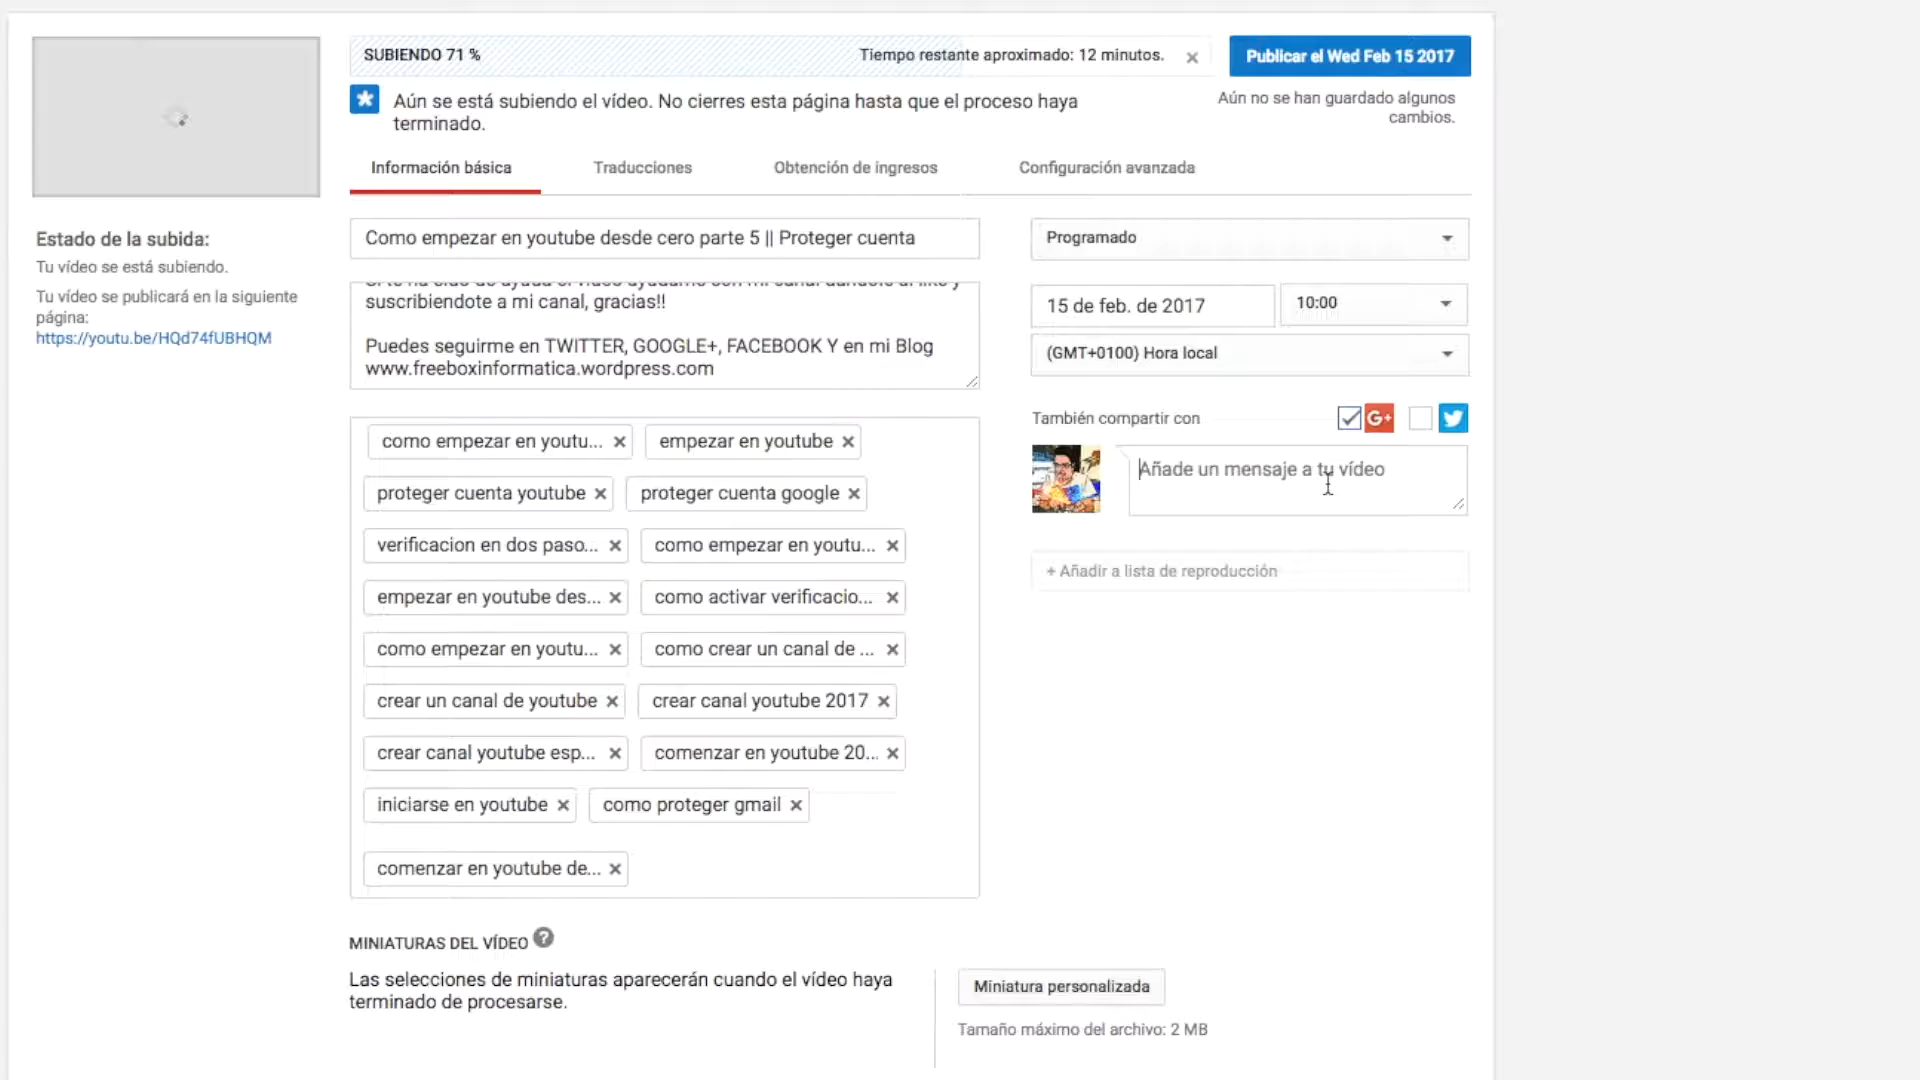 SUBIENDO 71 %
Tiempo restante aproximado: 12 minutos.
Publicar el Wed Feb 15 2017
Aún se está subiendo el vídeo. No cierres esta página hasta que el proceso haya
terminado.
Aún no se han guardado algunos
cambios.
Información básica
Traducciones
Obtención de ingresos
Configuración avanzada
Estado de la subida:
Tu vídeo se está subiendo.
Tu vídeo se publicará en la siguiente
página:
https://youtu.be/HQd74fUBHQM
Como empezar en youtube desde cero parte 5 || Proteger cuenta
suscribiendote a mi canal, gracias!!
Puedes seguirme en TWITTER, GOOGLE+, FACEBOOK Y en mi Blog
www.freeboxinformatica.wordpress.com
como empezar en youtu...
empezar en youtube
proteger cuenta youtube
proteger cuenta google
verificacion en dos paso...
como empezar en youtu...
empezar en youtube des...
como activar verificacio...
como empezar en youtu...
como crear un canal de ...
crear un canal de youtube
crear canal youtube 2017
crear canal youtube esp...
comenzar en youtube 20...
iniciarse en youtube
como proteger gmail
comenzar en youtube de...
Programado
15 de feb. de 2017
10:00
(GMT+0100) Hora local
También compartir con
G+
Añade un mensaje a tu vídeo
+ Añadir a lista de reproducción
MINIATURAS DEL VÍDEO ?
Las selecciones de miniaturas aparecerán cuando el vídeo haya
terminado de procesarse.
Miniatura personalizada
Tamaño máximo del archivo: 2 MB